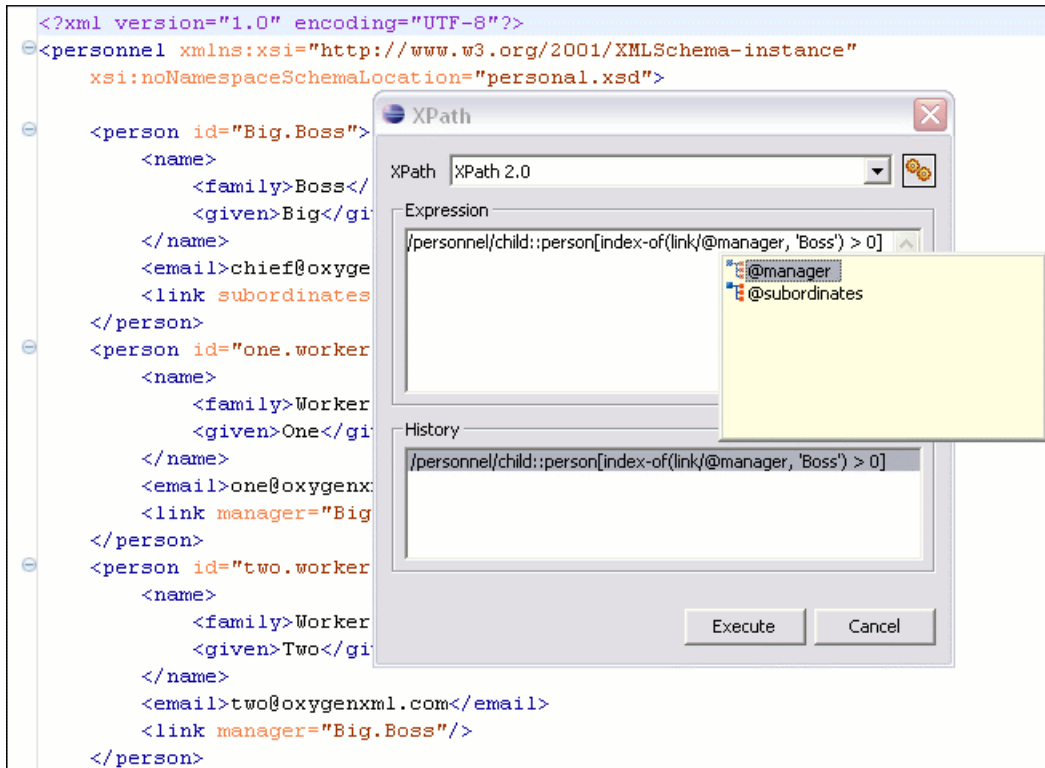 <?xml version="1.0" encoding="UTF-8"?>
<personnel xmlns:xsi="http://www.w3.org/2001/XMLSchema-instance"
xsi:noNamespaceSchemaLocation="personal.xsd">
<person id="Big.Boss">
<name>
<family>Boss</
<given>Big</gi
</name>
<email>chief@oxyge
<link subordinates
</person>
<person id="one.worker
<name>
<family>Worker
<given>One</gi
</name>
<email>one@oxygenx
<link manager="Big
</person>
<person id="two.worker
<name>
<family>Worker
<given>Two</gi
</name>
<email>two@oxygenxml.com</email>
<link manager="Big.Boss"/>
</person>
XPath
XPath XPath 2.0
Expression
/personnel/child::person[index-of(link/@manager, 'Boss') > 0]
@manager
@subordinates
History
/personnel/child::person[index-of(link/@manager, 'Boss') > 0]
Execute Cancel